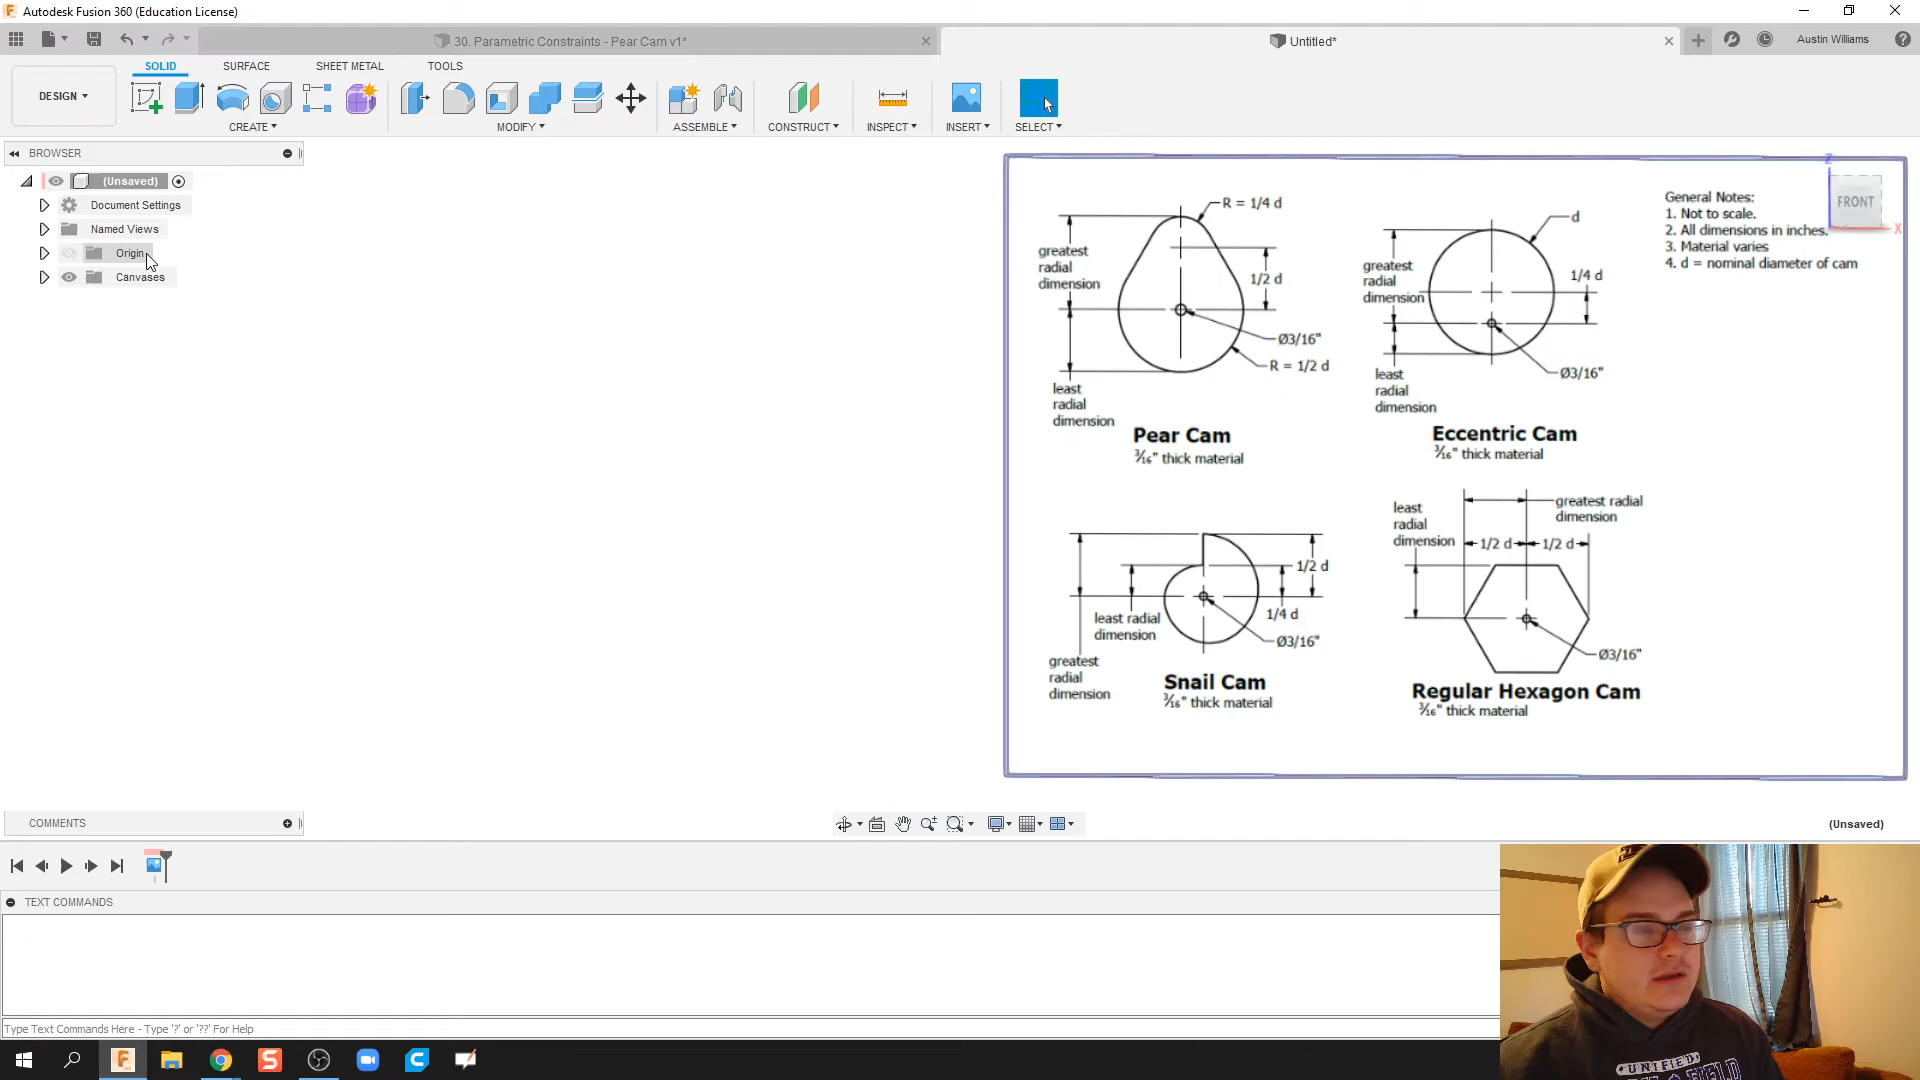 Autodesk Fusion 360 (Education License)
30. Parametric Constraints - Pear Cam v1*
Untitled*
Austin Williams
SOLID
SURFACE
SHEET METAL
TOOLS
DESIGN
CREATE
MODIFY
ASSEMBLE
CONSTRUCT
INSPECT
INSERT
SELECT
BROWSER
(Unsaved)
Document Settings
Named Views
Origin
Canvases
R = 1/4 d
greatest
radial
dimension
1/2 d
Ø3/16"
R = 1/2 d
least
radial
dimension
Pear Cam
3/16" thick material
d
greatest
radial
dimension
1/4 d
Ø3/16"
least
radial
dimension
Eccentric Cam
3/16" thick material
General Notes:
1. Not to scale.
2. All dimensions in inches.
3. Material varies
4. d = nominal diameter of cam
Z
FRONT
X
1/2 d
least radial
dimension
1/4 d
Ø3/16"
greatest
radial
dimension
Snail Cam
3/16" thick material
least
radial
dimension
greatest radial
dimension
1/2 d
1/2 d
Ø3/16"
Regular Hexagon Cam
3/16" thick material
COMMENTS
(Unsaved)
TEXT COMMANDS
Type Text Commands Here - Type '?' or '??' For Help
UNIFIED